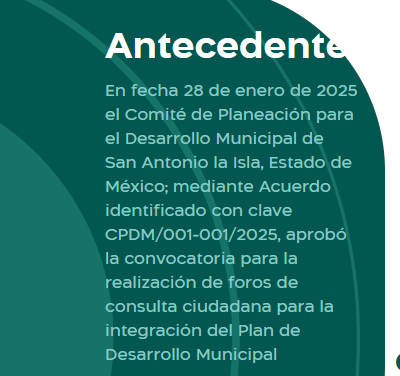 Antecedente
En fecha 28 de enero de 2025
el Comité de Planeación para
el Desarrollo Municipal de
San Antonio la Isla, Estado de
México; mediante Acuerdo
identificado con clave
CPDM/001-001/2025, aprobó
la convocatoria para la
realización de foros de
consulta ciudadana para la
integración del Plan de
Desarrollo Municipal